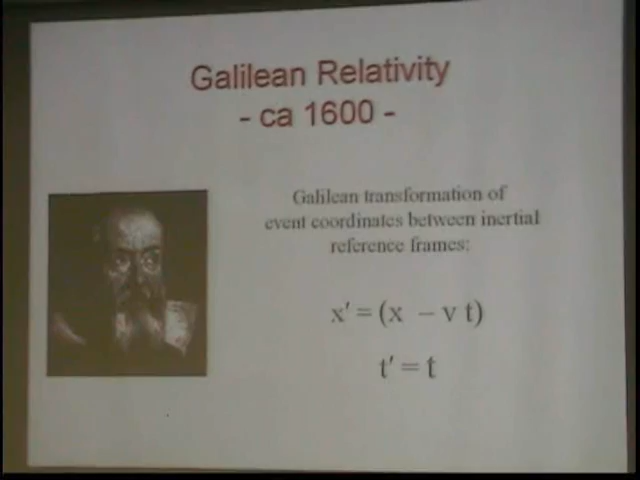 Galilean Relativity
- ca 1600 -
Galilean transformation of
event coordinates between inertial
reference frames:
x′ = (x − v t)
t′ = t